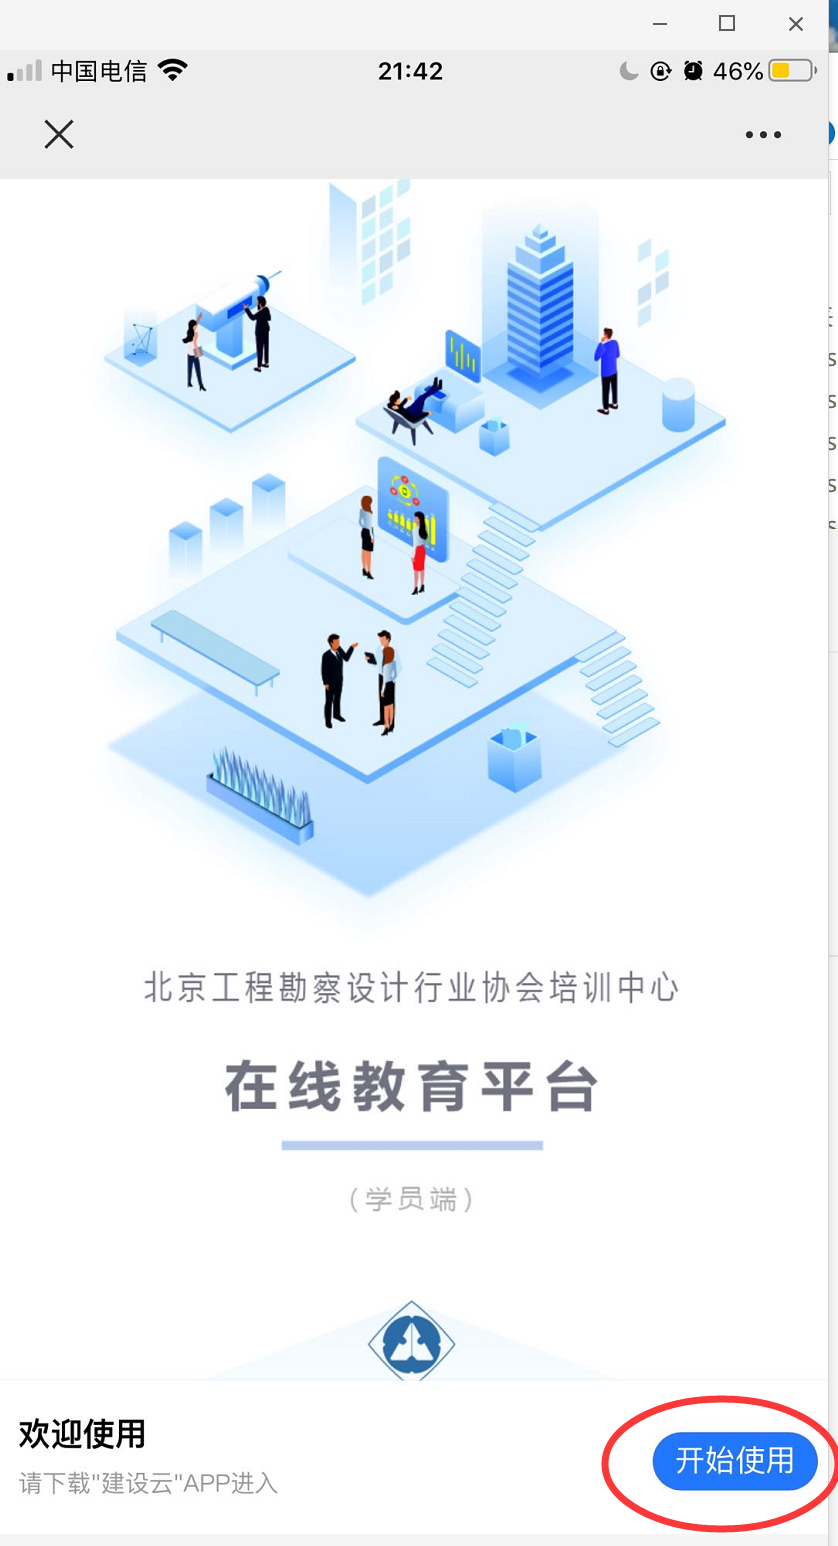 中国电信 21:42 46%
北京工程勘察设计行业协会培训中心
在线教育平台
(学员端)
欢迎使用
请下载"建设云"APP进入
开始使用